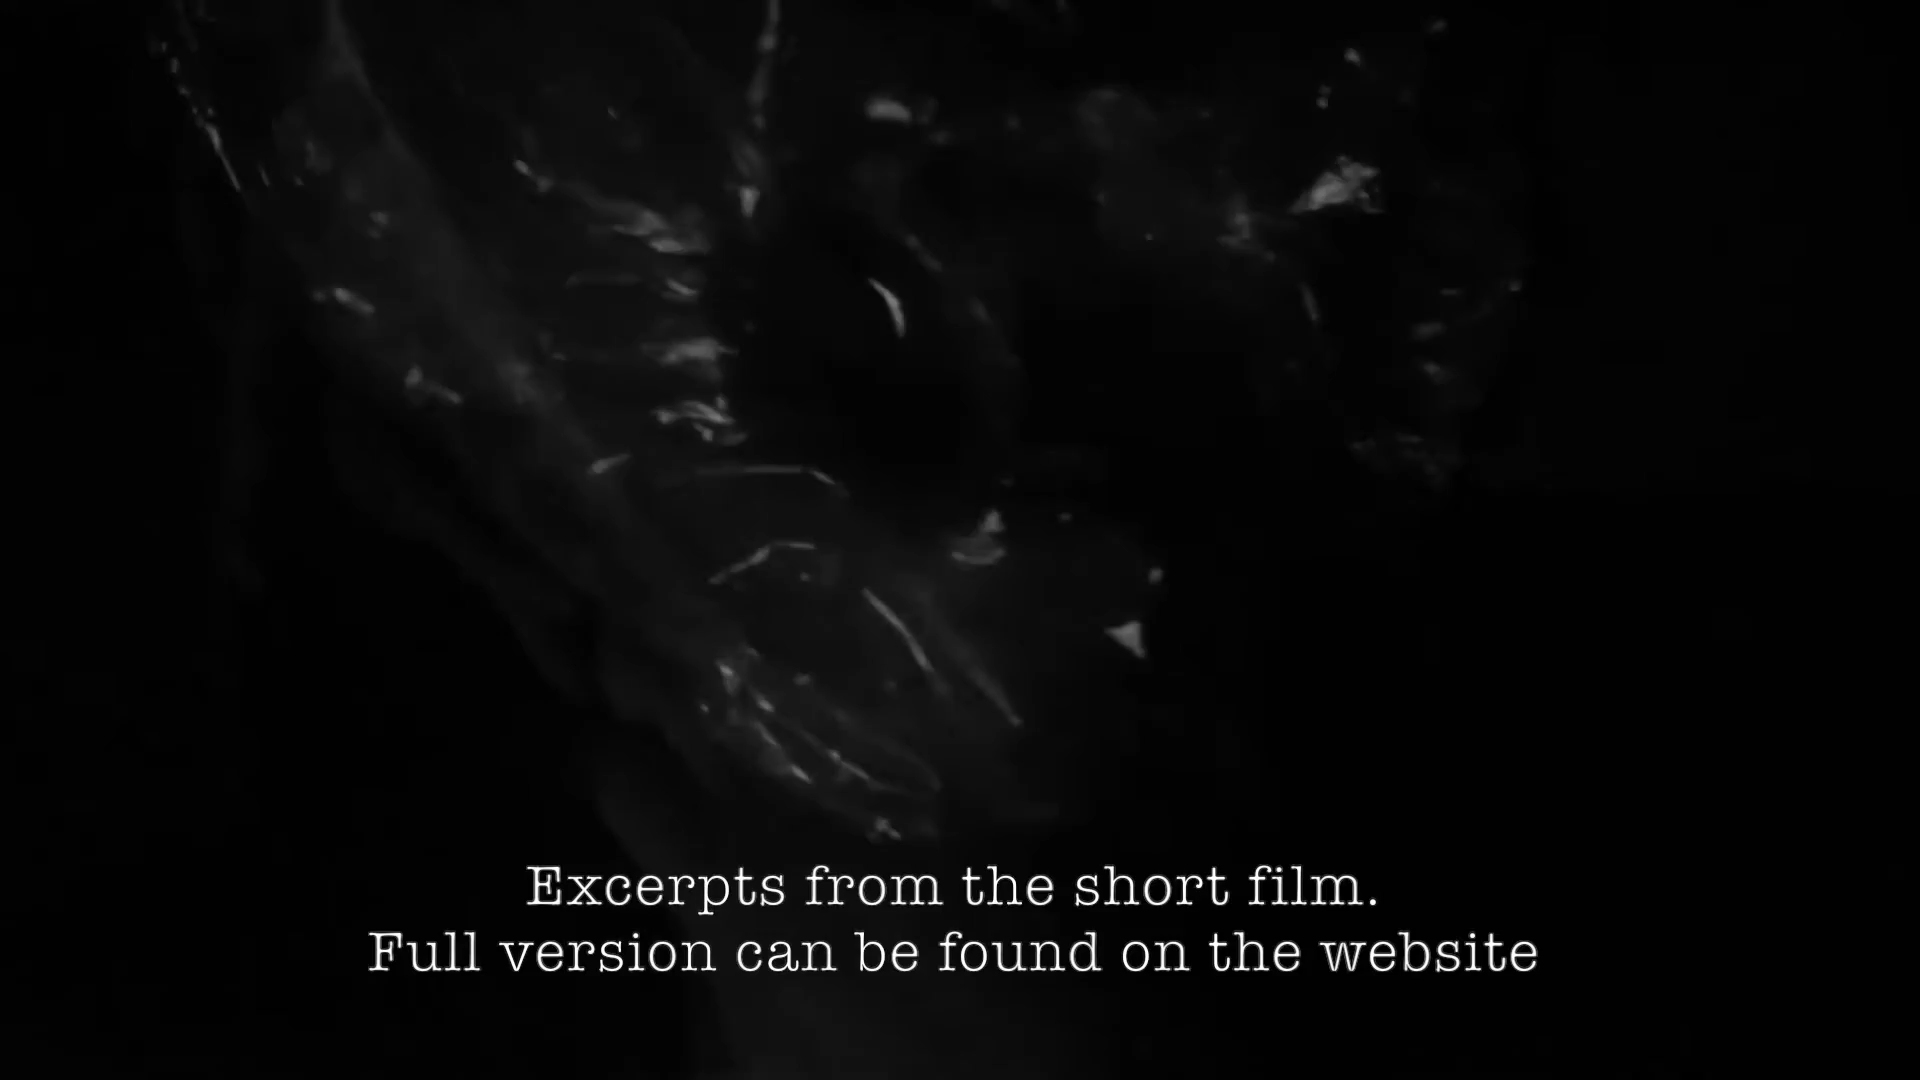 Excerpts from the short film.
Full version can be found on the website